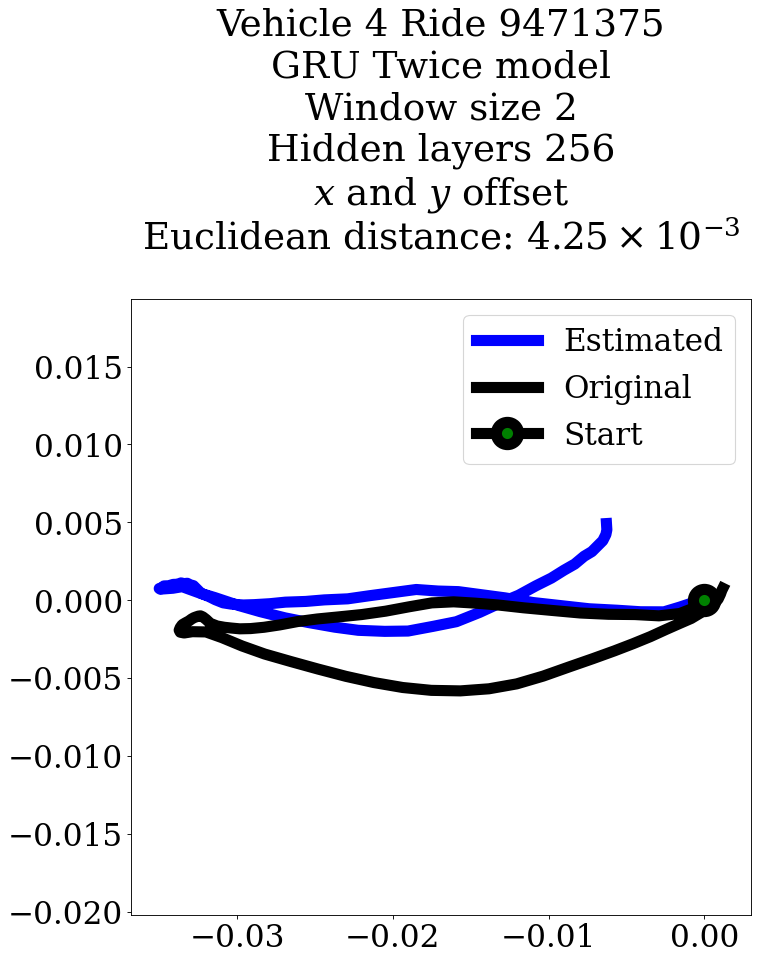 Vehicle 4 Ride 9471375
GRU Twice model
Window size 2
Hidden layers 256
x and y offset
Euclidean distance: 4.25 × 10⁻³
Estimated
Original
Start
0.015
0.010
0.005
0.000
−0.005
−0.010
−0.015
−0.020
−0.03 −0.02 −0.01 0.00